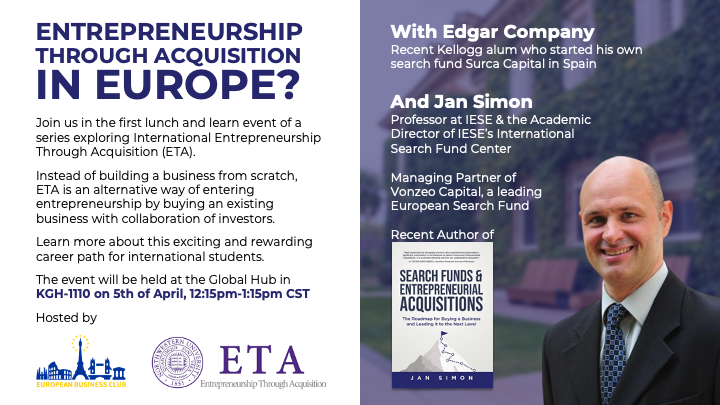 ENTREPRENEURSHIP
THROUGH ACQUISITION
IN EUROPE?
Join us in the first lunch and learn event of a
series exploring International Entrepreneurship
Through Acquisition (ETA).
Instead of building a business from scratch,
ETA is an alternative way of entering
entrepreneurship by buying an existing
business with collaboration of investors.
Learn more about this exciting and rewarding
career path for international students.
The event will be held at the Global Hub in
KGH-1110 on 5th of April, 12:15pm-1:15pm CST
Hosted by
EUROPEAN BUSINESS CLUB
NORTHWESTERN UNIVERSITY
1851
ETA
Entrepreneurship Through Acquisition
With Edgar Company
Recent Kellogg alum who started his own
search fund Surca Capital in Spain
And Jan Simon
Professor at IESE & the Academic
Director of IESE's International
Search Fund Center
Managing Partner of
Vonzeo Capital, a leading
European Search Fund
Recent Author of
SEARCH FUNDS &
ENTREPRENEURIAL
ACQUISITIONS
The Roadmap for Buying a Business
and Leading it to the Next Level
JAN SIMON